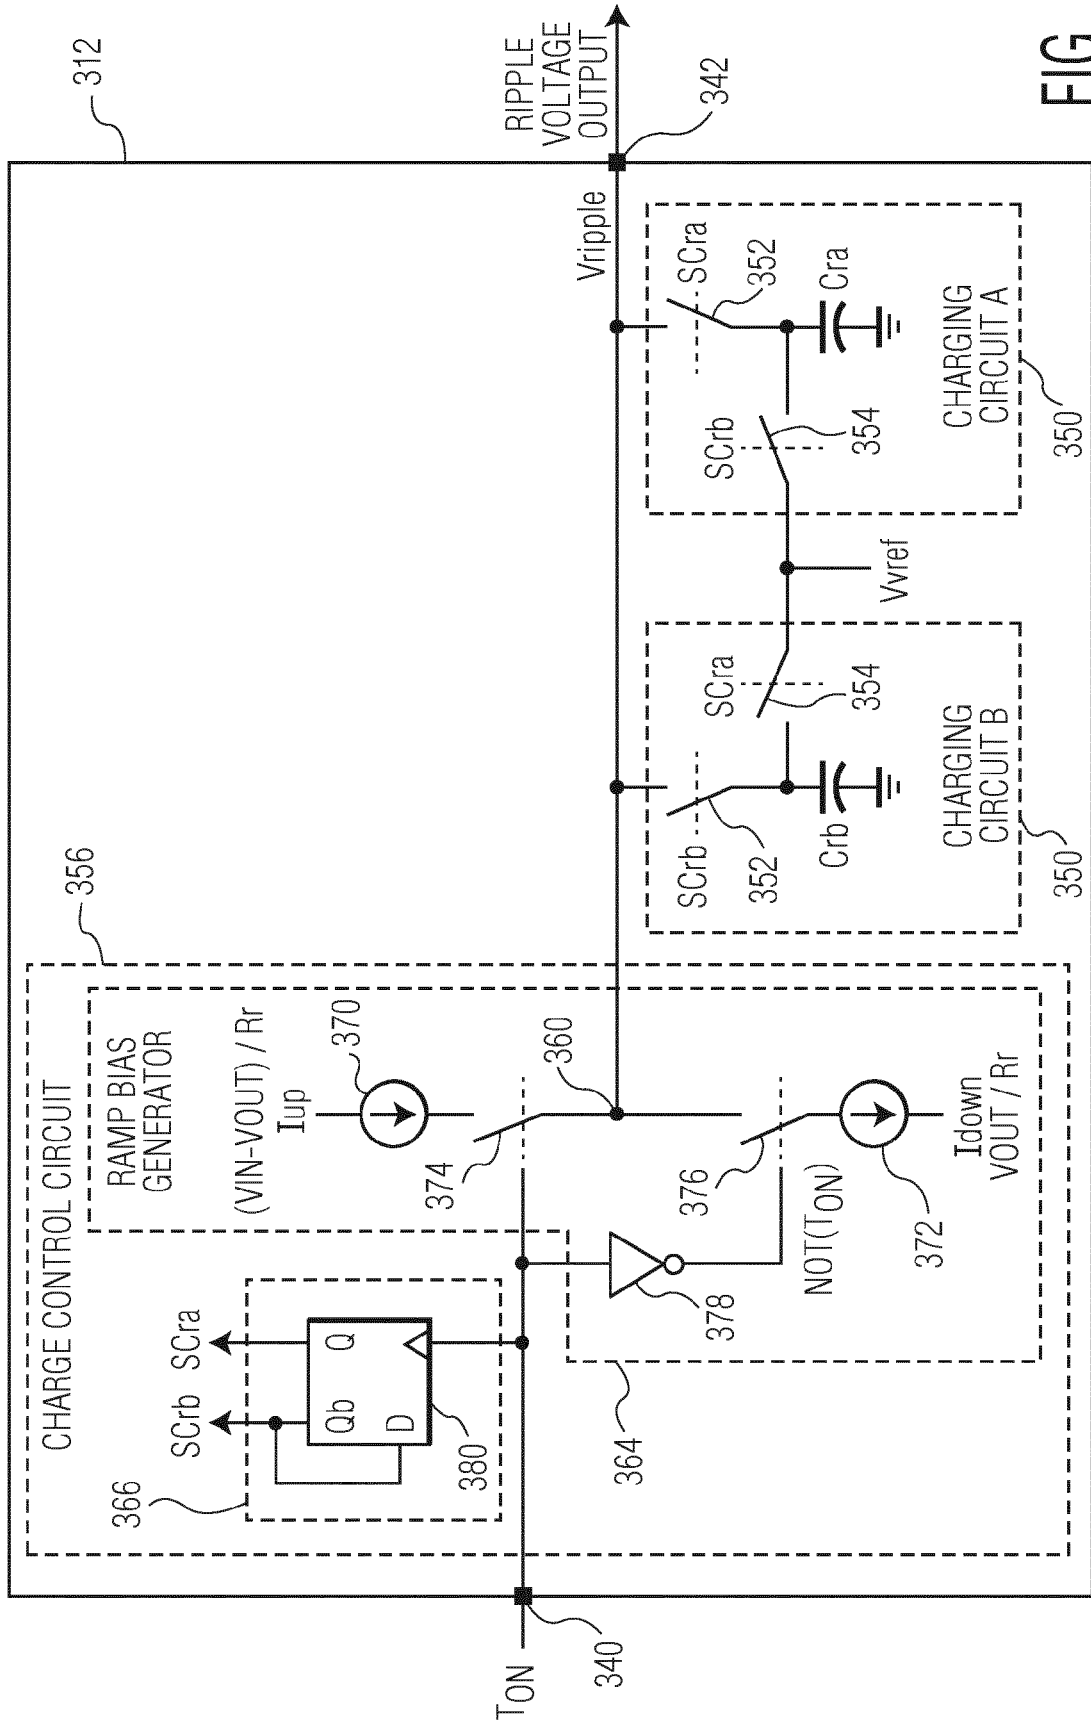 312
CHARGE CONTROL CIRCUIT
356
366
SCrb
SCra
Qb
Q
D
380
RAMP BIAS
GENERATOR
(VIN-VOUT) / Rr
Iup
370
374
360
376
378
364
NOT(TON)
372
Idown
VOUT / Rr
TON
340
Vripple
RIPPLE
VOLTAGE
OUTPUT
342
SCrb
352
SCra
354
Crb
CHARGING
CIRCUIT B
350
Vvref
SCrb
354
SCra
352
Cra
CHARGING
CIRCUIT A
350
FIG